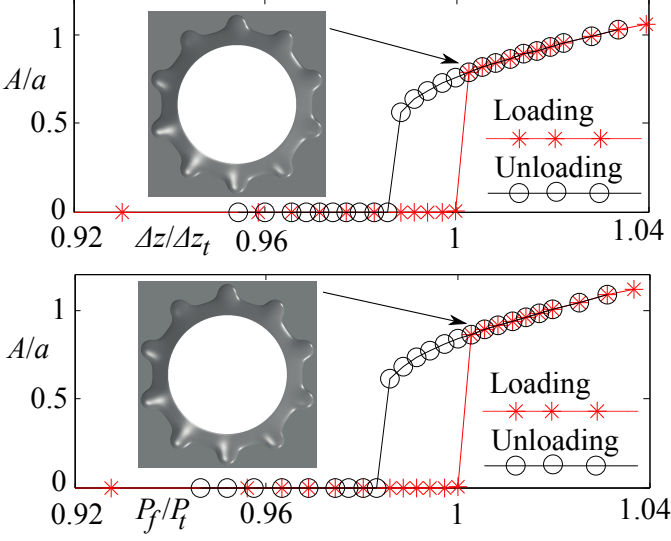 1
A/a
0.5
0
Loading
Unloading
0.92 Δz/Δz_t 0.96 1 1.04
1
A/a
0.5
0
Loading
Unloading
0.92 P_f/P_t 0.96 1 1.04